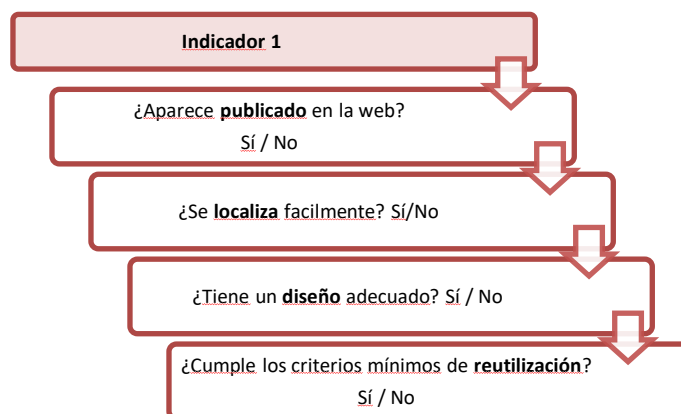 Indicador 1
¿Aparece publicado en la web?
Sí / No
¿Se localiza facilmente? Sí/No
¿Tiene un diseño adecuado? Sí / No
¿Cumple los criterios mínimos de reutilización?
Sí / No